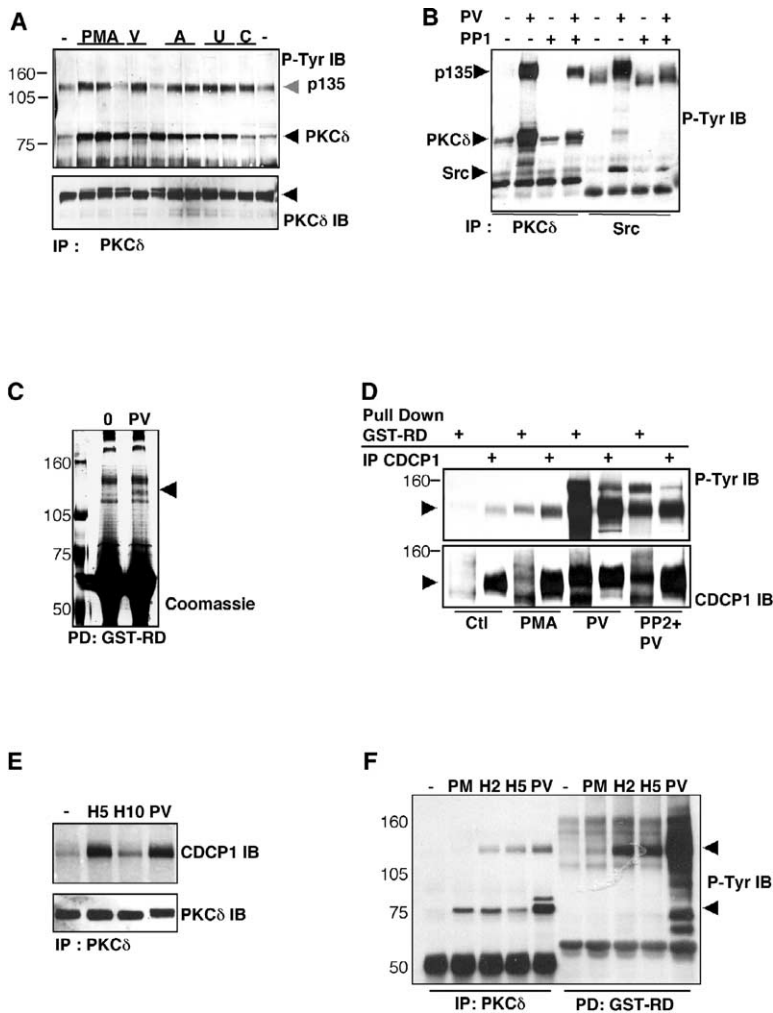 A
PMA V A U C -
-
P-Tyr IB
160
105
75
p135
PKCδ
PKCδ IB
IP : PKCδ
B
PV - + - + - + - +
PP1 - - + + - - + +
p135
PKCδ
Src
P-Tyr IB
IP : PKCδ Src
C
0 PV
160
105
75
50
Coomassie
PD: GST-RD
D
Pull Down
GST-RD + + + +
IP CDCP1 + + + +
160
P-Tyr IB
160
CDCP1 IB
Ctl PMA PV PP2+
PV
E
- H5 H10 PV
CDCP1 IB
PKCδ IB
IP : PKCδ
F
- PM H2 H5 PV - PM H2 H5 PV
160
105
75
50
P-Tyr IB
IP: PKCδ PD: GST-RD